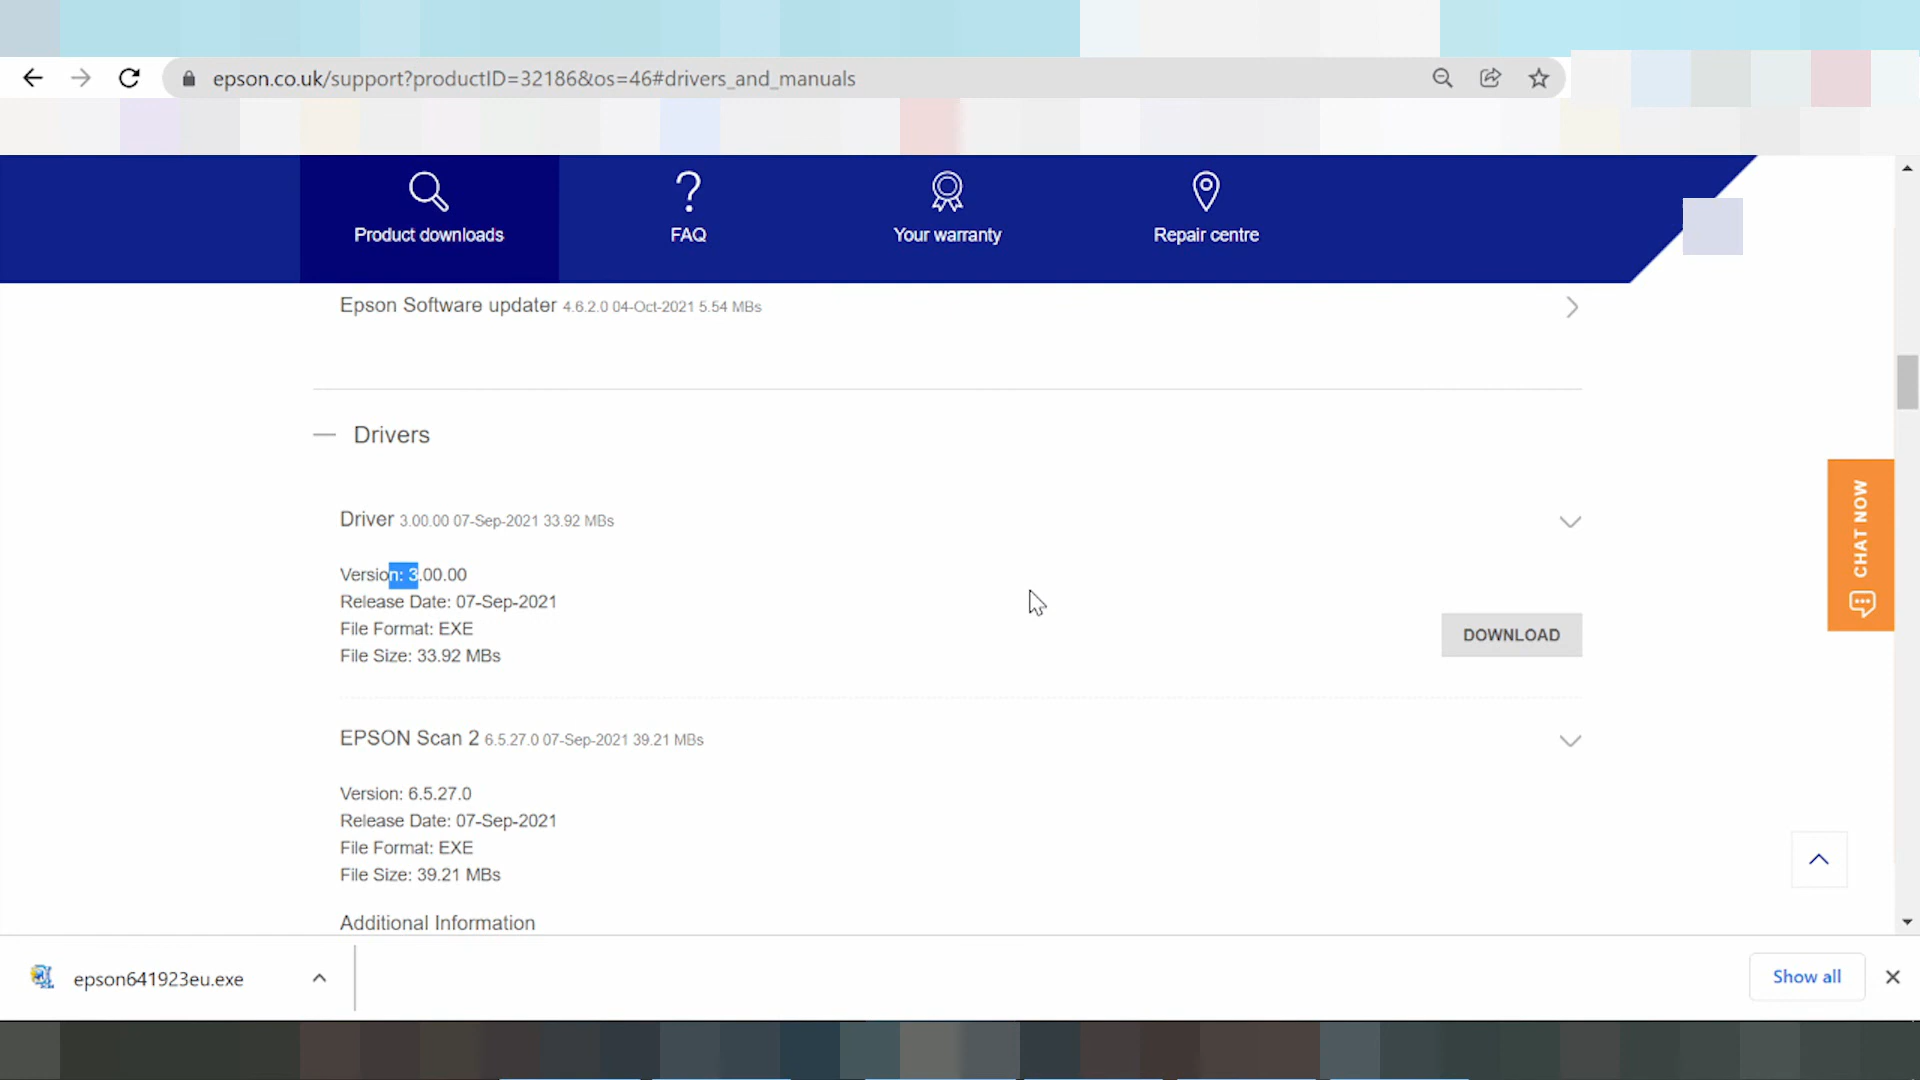 epson.co.uk/support?productID=32186&os=46#drivers_and_manuals
Product downloads
FAQ
Your warranty
Repair centre
Epson Software updater 4.6.2.0 04-Oct-2021 5.54 MBs
Drivers
Driver 3.00.00 07-Sep-2021 33.92 MBs
Version: 3.00.00
Release Date: 07-Sep-2021
File Format: EXE
File Size: 33.92 MBs
DOWNLOAD
CHAT NOW
EPSON Scan 2 6.5.27.0 07-Sep-2021 39.21 MBs
Version: 6.5.27.0
Release Date: 07-Sep-2021
File Format: EXE
File Size: 39.21 MBs
Additional Information
epson641923eu.exe
Show all